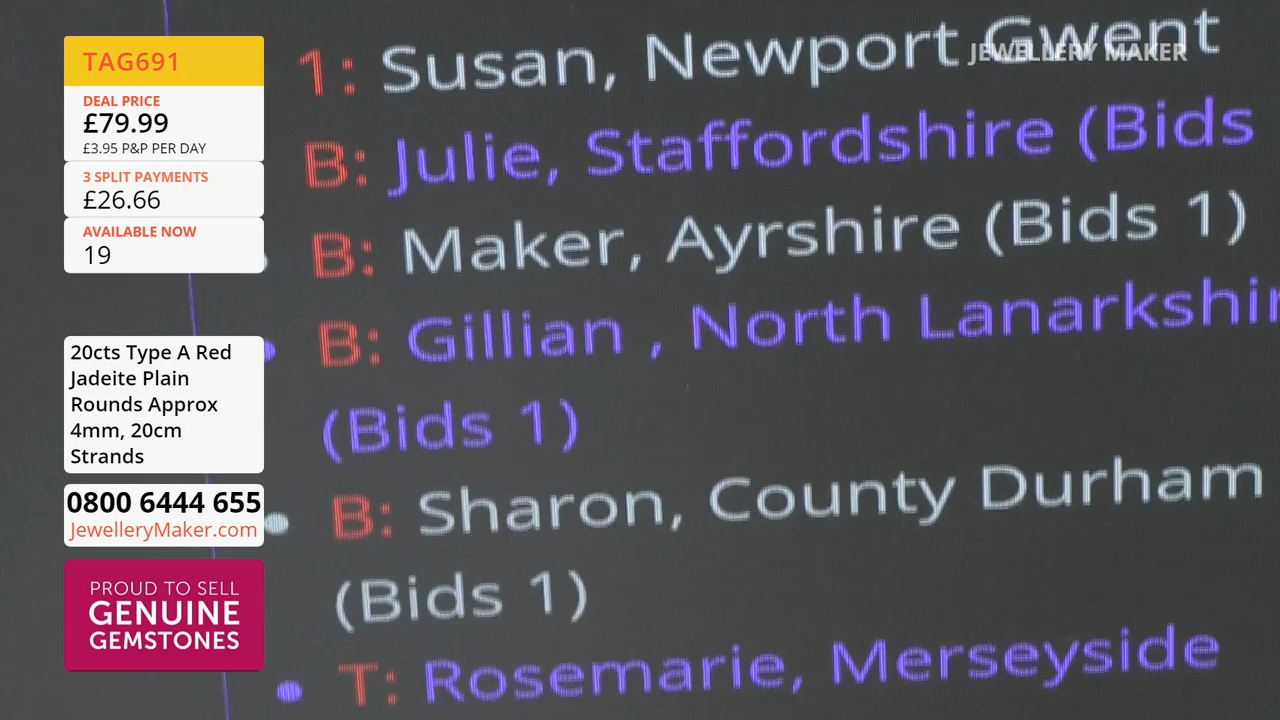 TAG691
DEAL PRICE
£79.99
£3.95 P&P PER DAY
3 SPLIT PAYMENTS
£26.66
AVAILABLE NOW
19
20cts Type A Red
Jadeite Plain
Rounds Approx
4mm, 20cm
Strands
0800 6444 655
JewelleryMaker.com
PROUD TO SELL
GENUINE
GEMSTONES
JEWELLERY MAKER
1: Susan, Newport Gwent
B: Julie, Staffordshire (Bids
B: Maker, Ayrshire (Bids 1)
B: Gillian , North Lanarkshir
(Bids 1)
B: Sharon, County Durham
(Bids 1)
T: Rosemarie, Merseyside